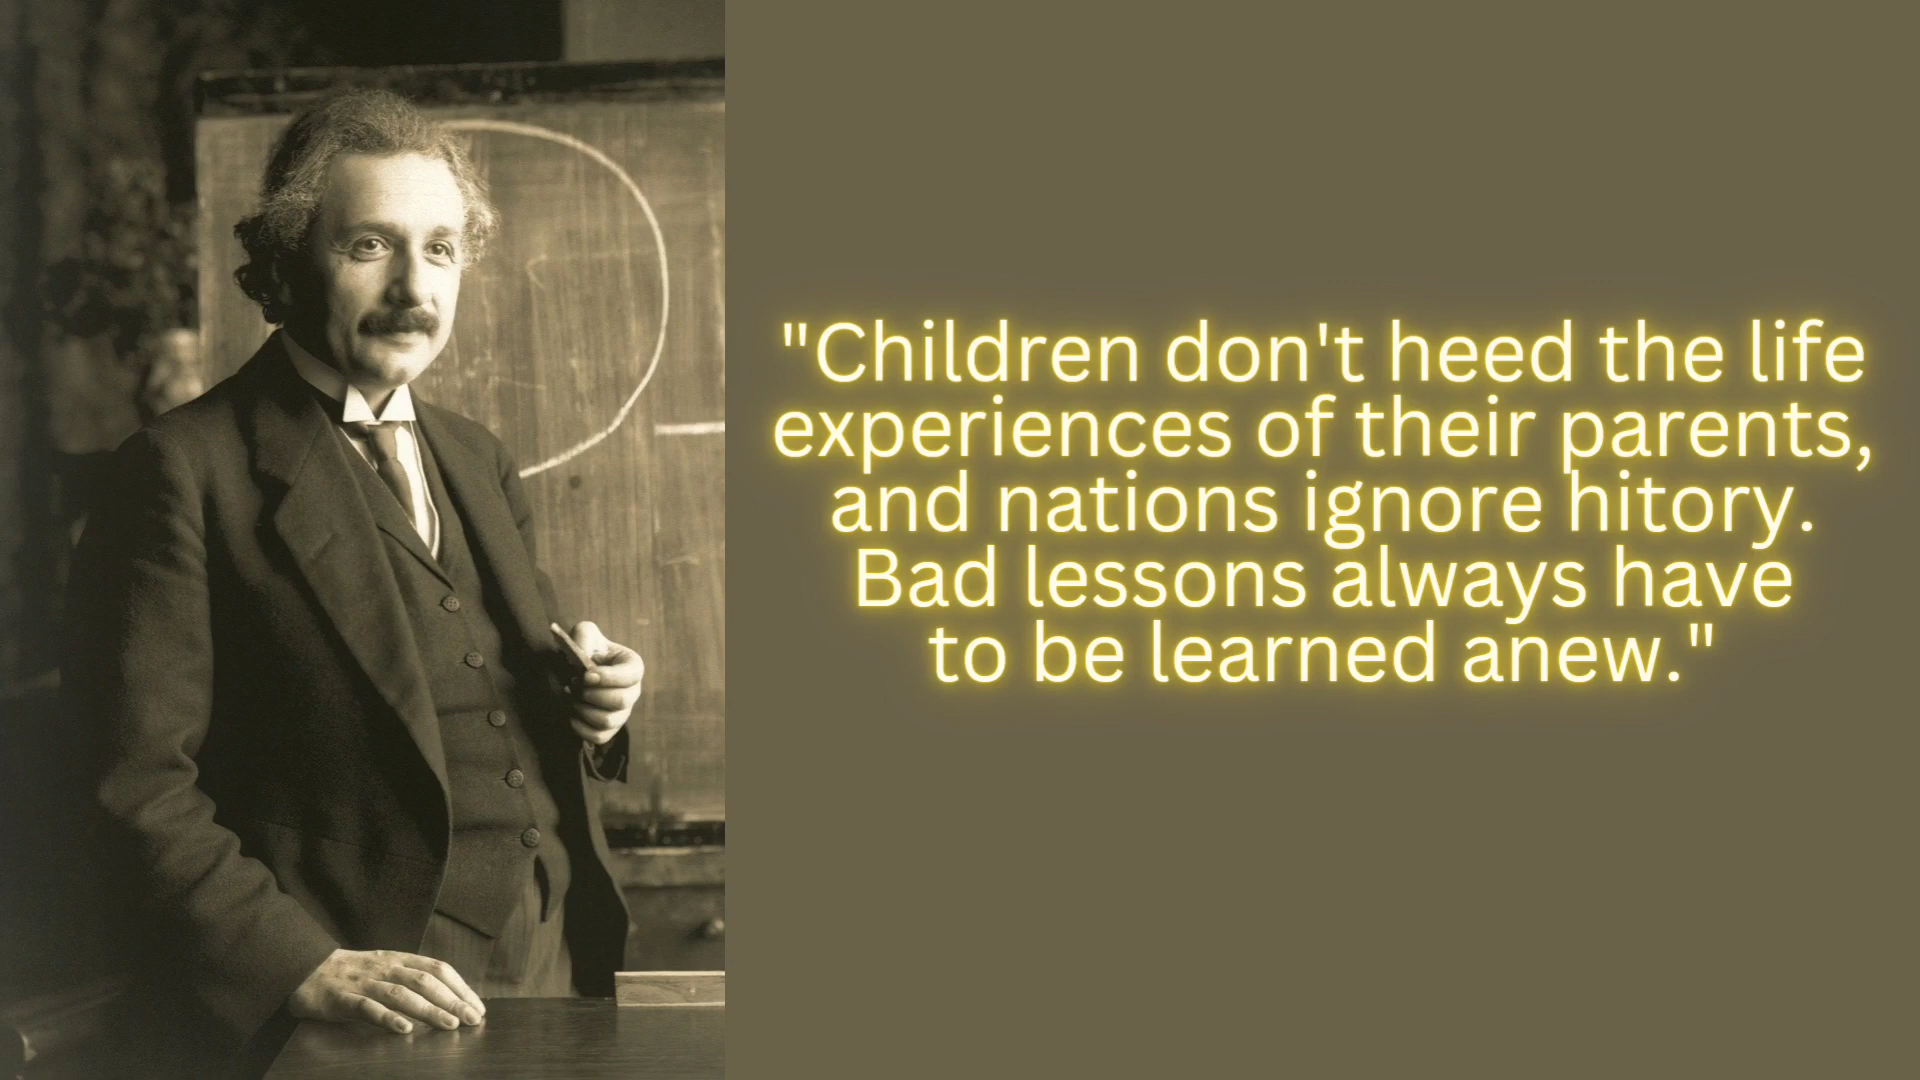 "Children don't heed the life
experiences of their parents,
and nations ignore hitory.
Bad lessons always have
to be learned anew."